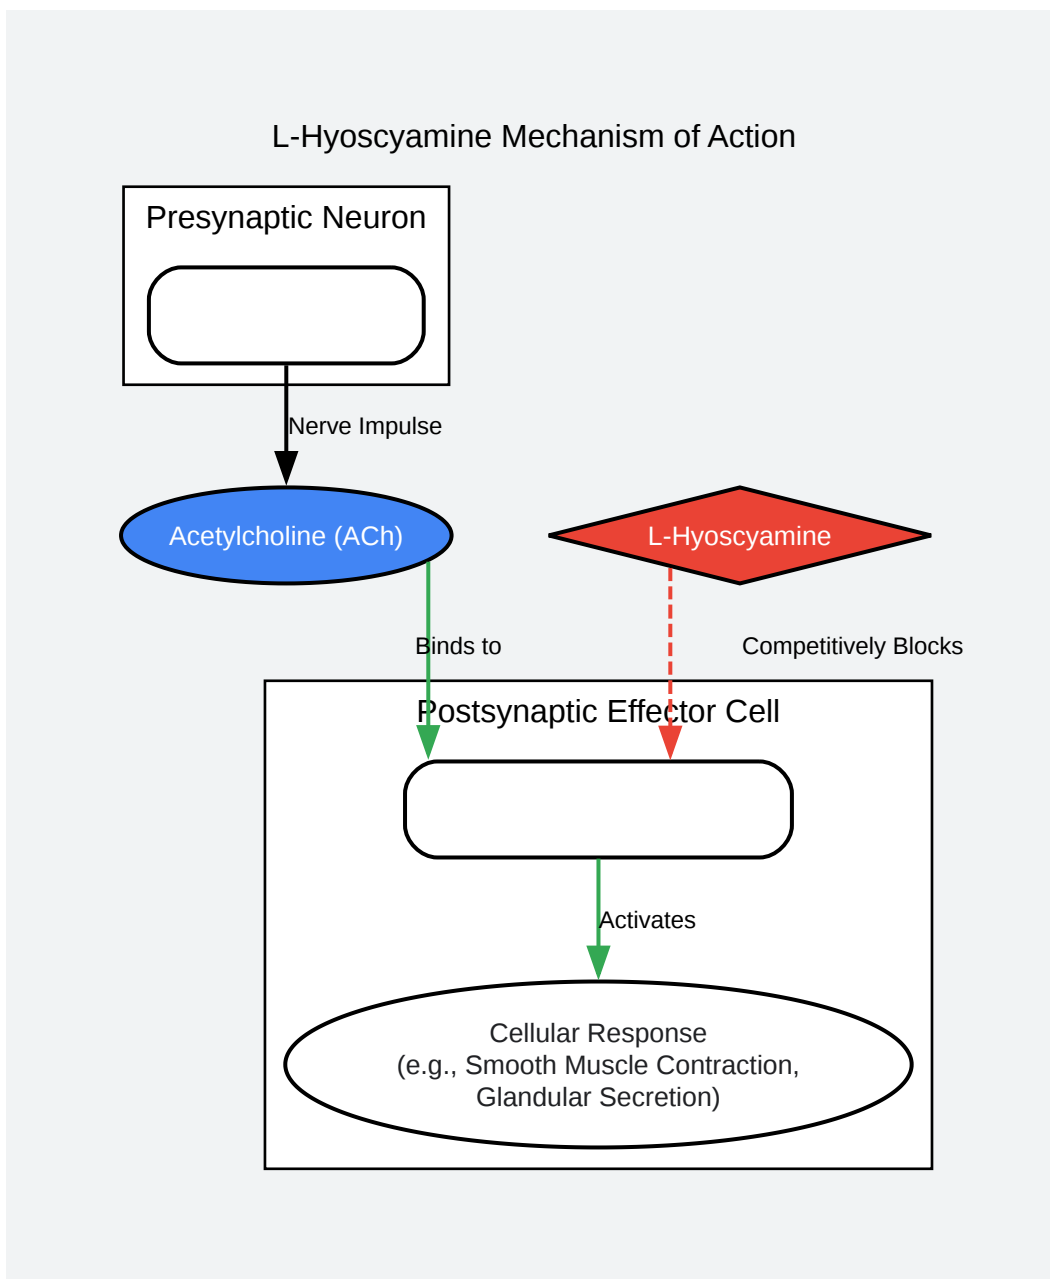 L-Hyoscyamine Mechanism of Action
Presynaptic Neuron
Nerve Impulse
Acetylcholine (ACh)
L-Hyoscyamine
Binds to
Competitively Blocks
Postsynaptic Effector Cell
Activates
Cellular Response
(e.g., Smooth Muscle Contraction,
Glandular Secretion)